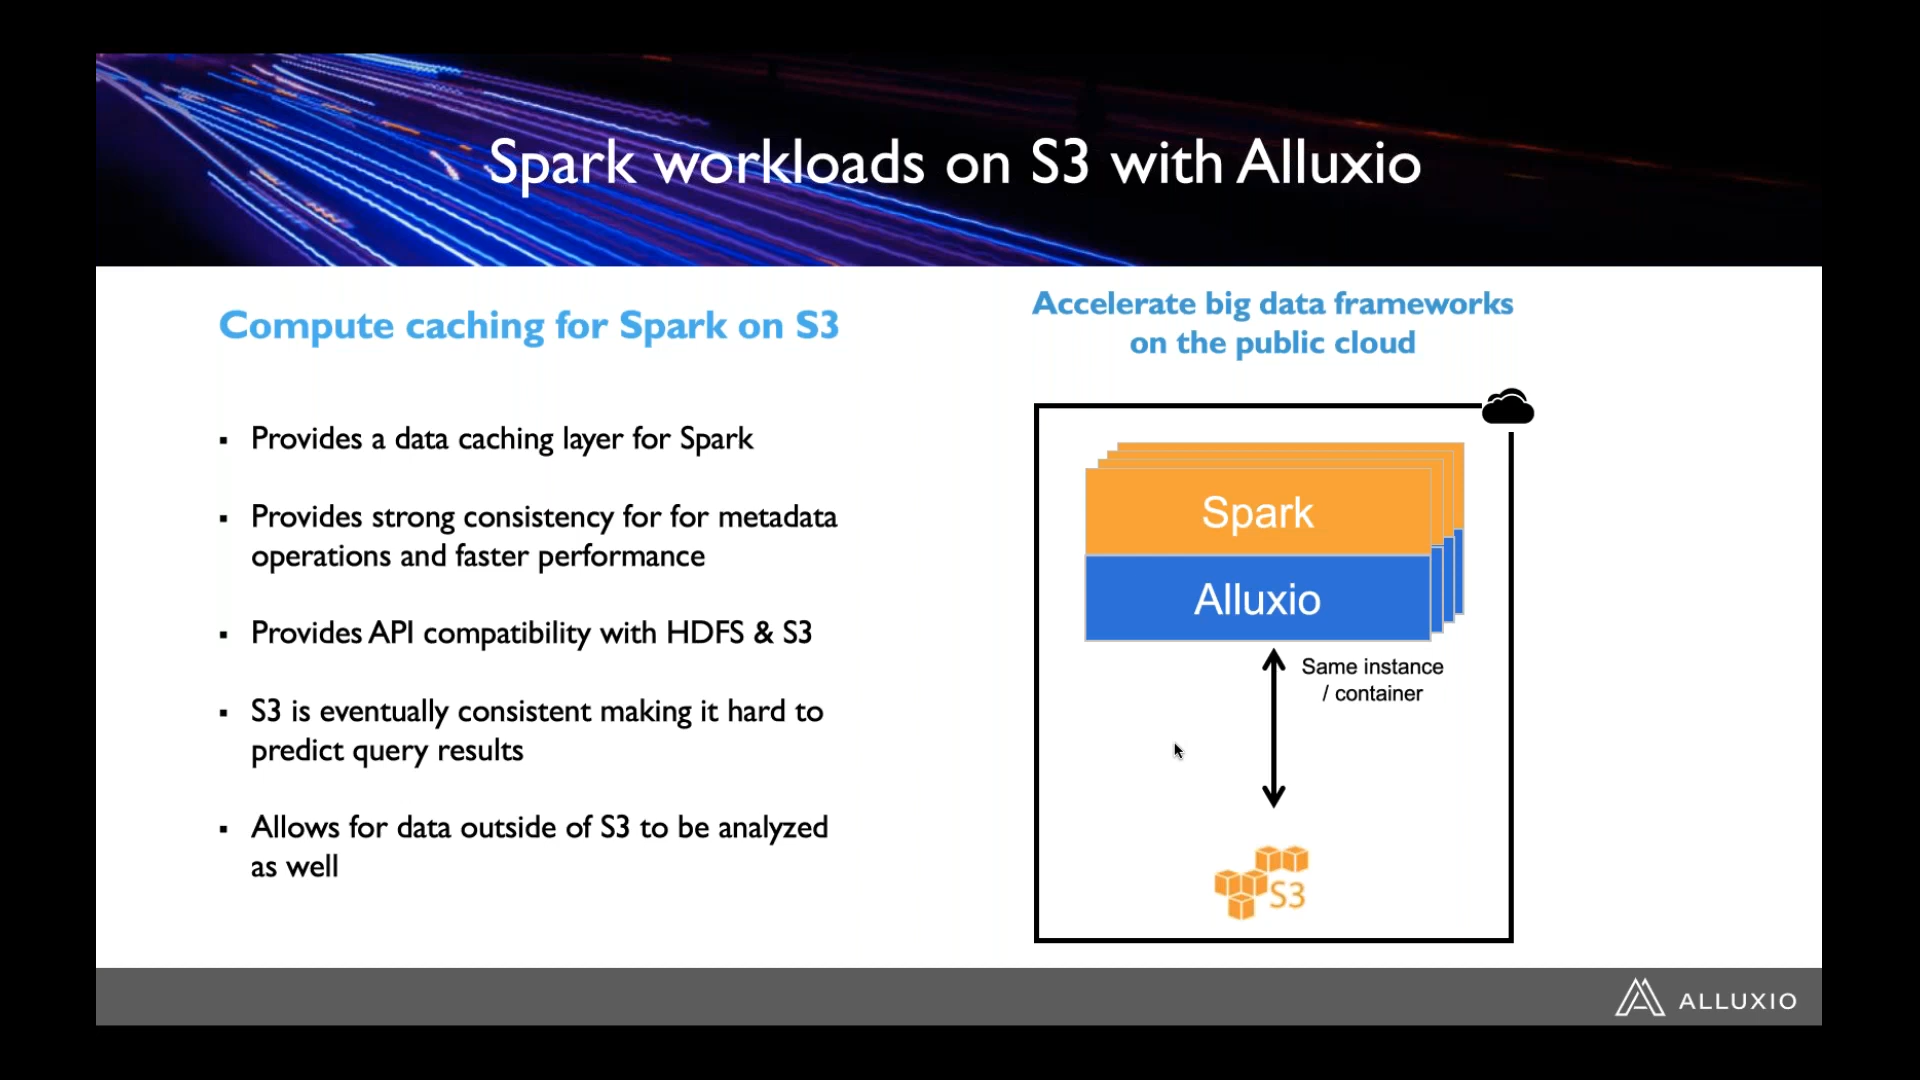 Spark workloads on S3 with Alluxio
Compute caching for Spark on S3
▪ Provides a data caching layer for Spark
▪ Provides strong consistency for for metadata
operations and faster performance
▪ Provides API compatibility with HDFS & S3
▪ S3 is eventually consistent making it hard to
predict query results
▪ Allows for data outside of S3 to be analyzed
as well
Accelerate big data frameworks
on the public cloud
Spark
Alluxio
Same instance
/ container
S3
ALLUXIO